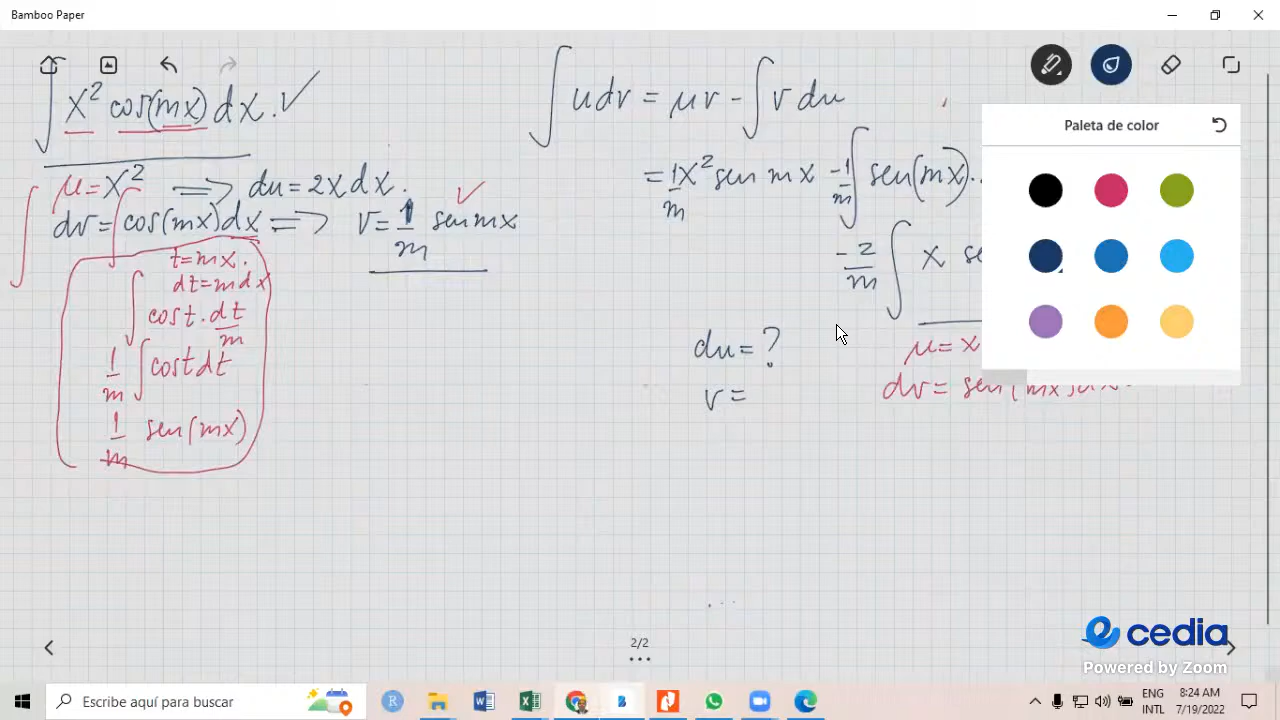 Bamboo Paper
∫ x² cos(mx) dx. ✓
μ = x² ⟹ du = 2x dx.
dv = cos(mx)dx ⟹ v = 1/m sen mx ✓
t = mx.
dt = m dx
∫ cos t . dt/m
1/m ∫ cos t dt
1/m sen(mx)
∫ u dv = μv - ∫ v du
= 1/m x² sen mx - 1/m ∫ sen(mx).
- 2/m ∫ x se
du = ?
v =
μ = x
dv = sen(mx)dx
Paleta de color
2/2
cedia
Powered by Zoom
Escribe aquí para buscar
ENG
INTL
8:24 AM
7/19/2022